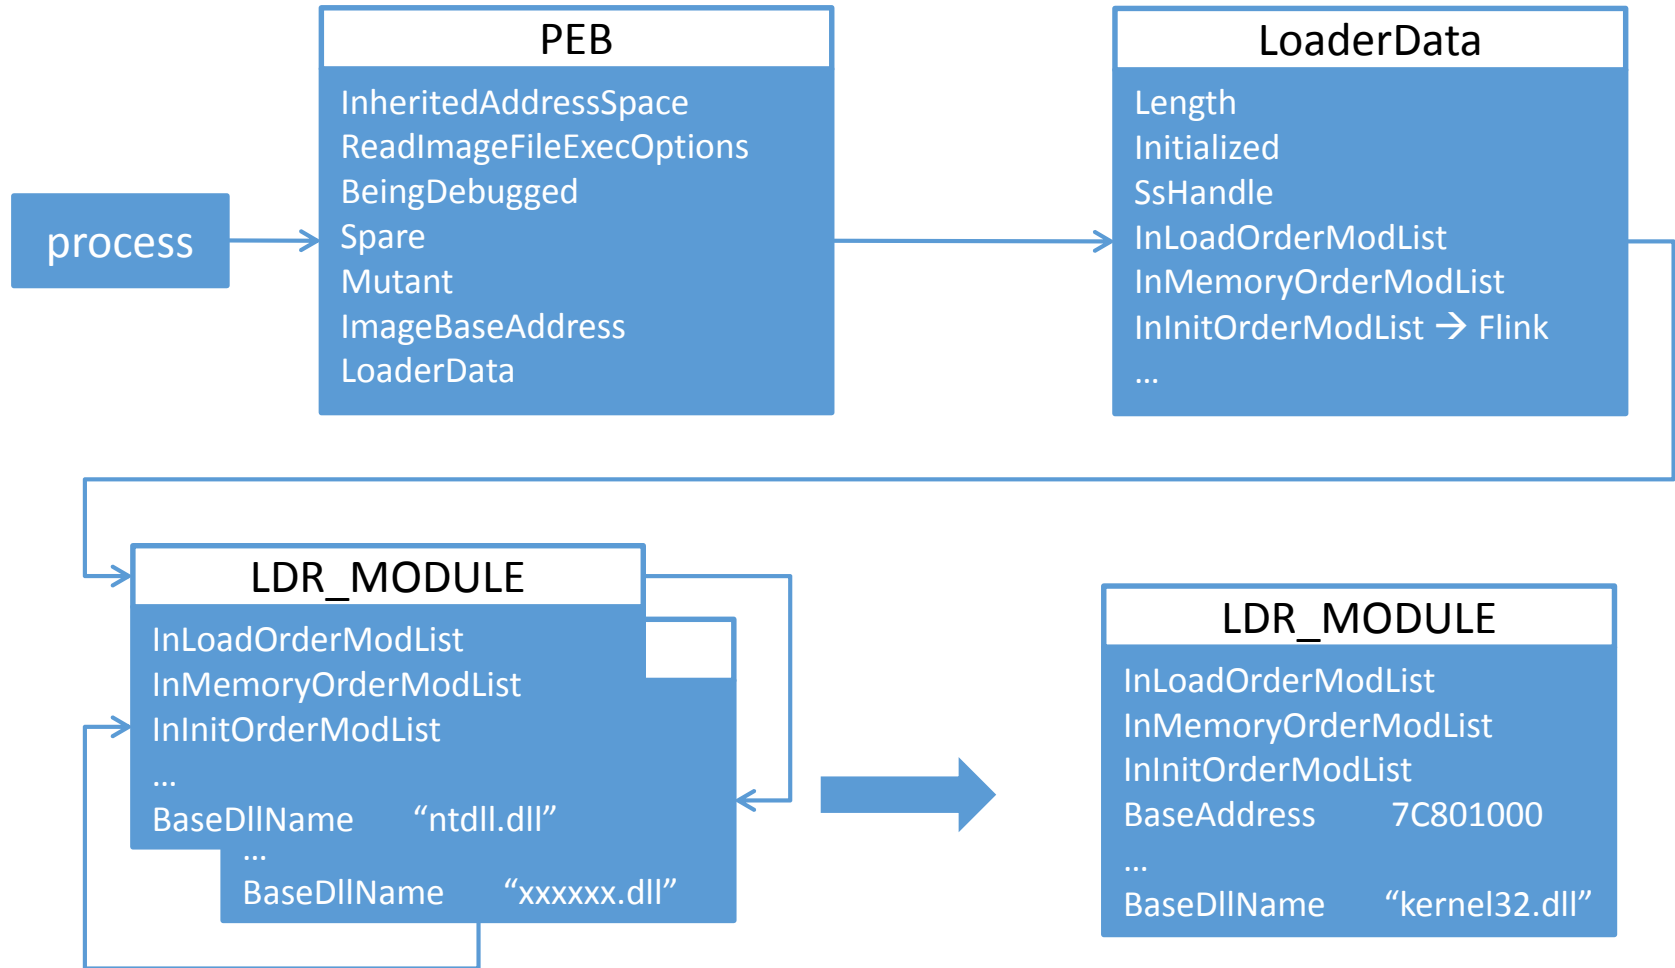 PEB
InheritedAddressSpace
ReadImageFileExecOptions
BeingDebugged
Spare
Mutant
ImageBaseAddress
LoaderData
process
LoaderData
Length
Initialized
SsHandle
InLoadOrderModList
InMemoryOrderModList
InInitOrderModList → Flink
...
LDR_MODULE
InLoadOrderModList
InMemoryOrderModList
InInitOrderModList
...
BaseDllName “ntdll.dll”
...
BaseDllName “xxxxxx.dll”
LDR_MODULE
InLoadOrderModList
InMemoryOrderModList
InInitOrderModList
BaseAddress 7C801000
...
BaseDllName “kernel32.dll”